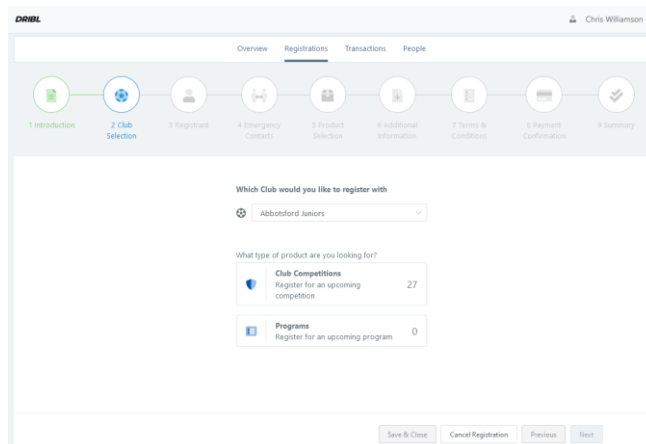 DRIBL
Chris Williamson
Overview Registrations Transactions People
1 Introduction
2 Club
Selection
3 Registrant
4 Emergency
Contacts
5 Product
Selection
6 Additional
Information
7 Terms &
Conditions
8 Payment
Confirmation
9 Summary
Which Club would you like to register with
Abbotsford Juniors
What type of product are you looking for?
Club Competitions
Register for an upcoming
competition
27
Programs
Register for an upcoming program
0
Save & Close Cancel Registration Previous Next